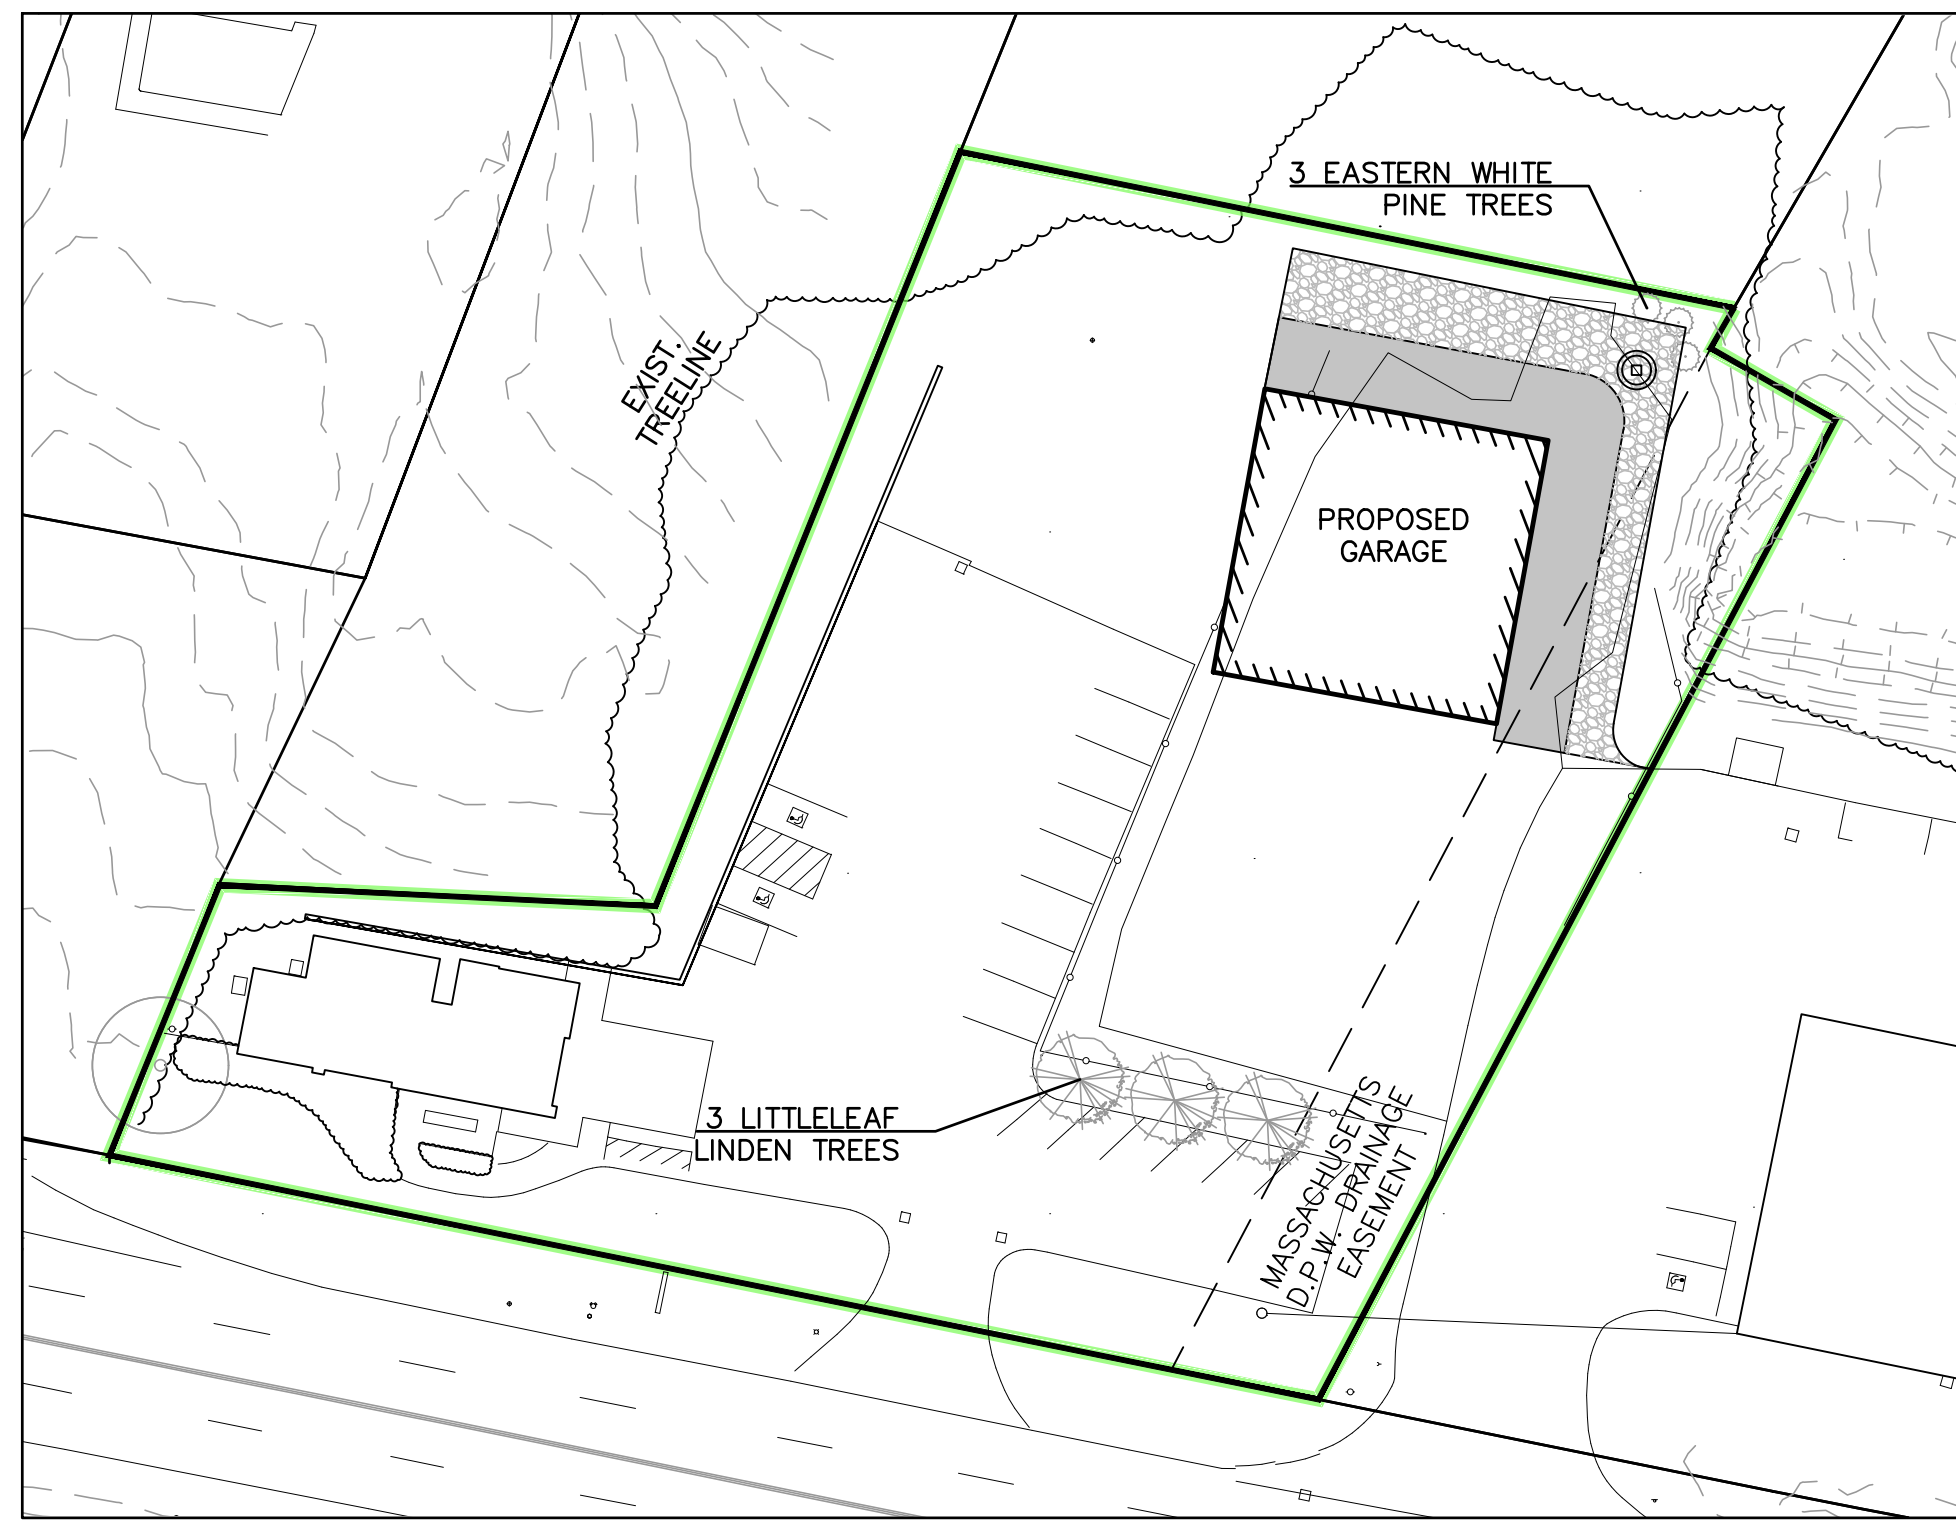 3 EASTERN WHITE
PINE TREES
EXIST.
TREELINE
PROPOSED
GARAGE
3 LITTLELEAF
LINDEN TREES
MASSACHUSETTS
D.P.W. DRAINAGE
EASEMENT